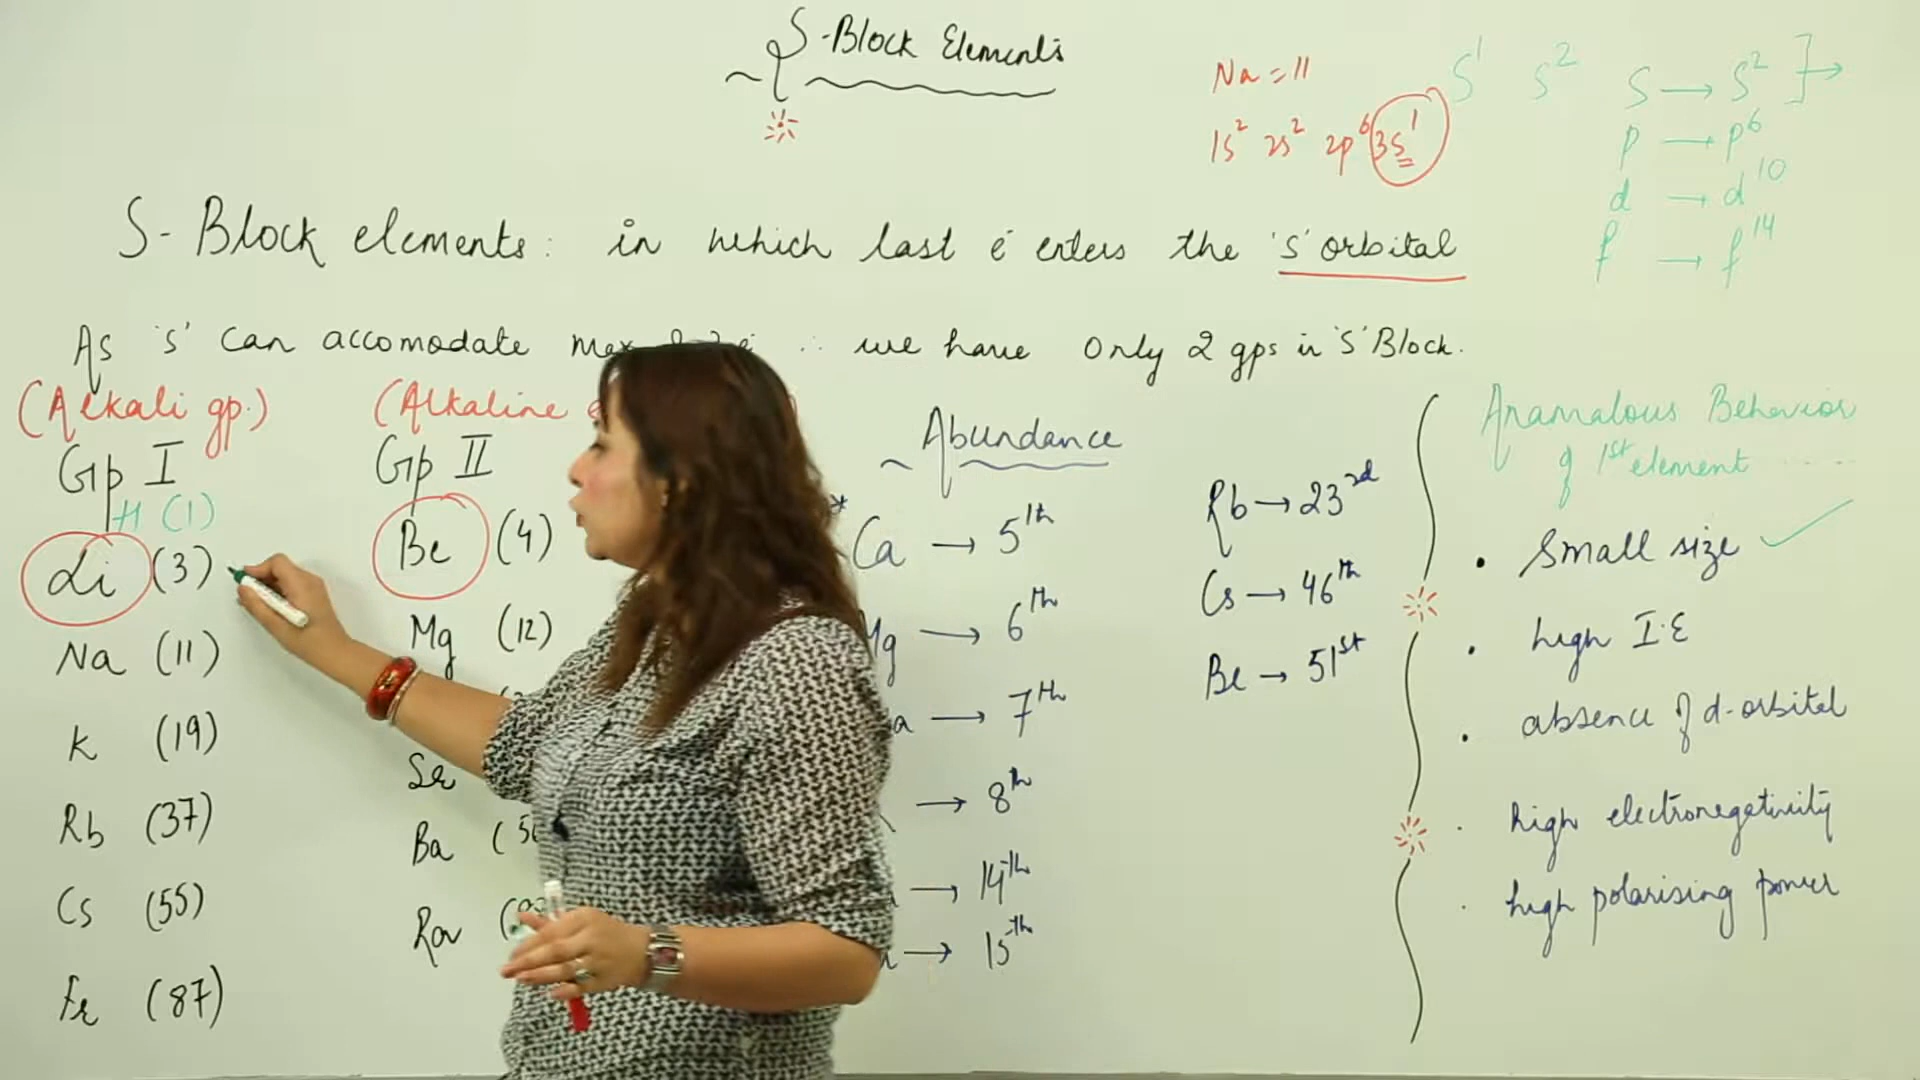 S-Block Elements
Na = 11
1s² 2s² 2p⁶ 3s¹
S¹ S² S → S² ] →
p → p⁶
d → d¹⁰
f → f¹⁴
S-Block elements: in which last e⁻ enters the 's' orbital
As 's' can accomodate max ∴ we have only 2 gps in 'S' Block.
(Alkali gp.)
Gp I
H (1)
Li (3)
Na (11)
K (19)
Rb (37)
Cs (55)
Fr (87)
(Alkaline
Gp II
Be (4)
Mg (12)
Sr
Ba (56
Ra (88
Abundance
* Ca → 5th
Mg → 6th
a → 7th
→ 8th
→ 14th
→ 15th
Rb → 23rd
Cs → 46th
Be → 51st
Anamalous Behavior
of 1st element .....
• Small size ✓
• high I.E
• absence of d-orbital
• high electronegativity
• high polarising power